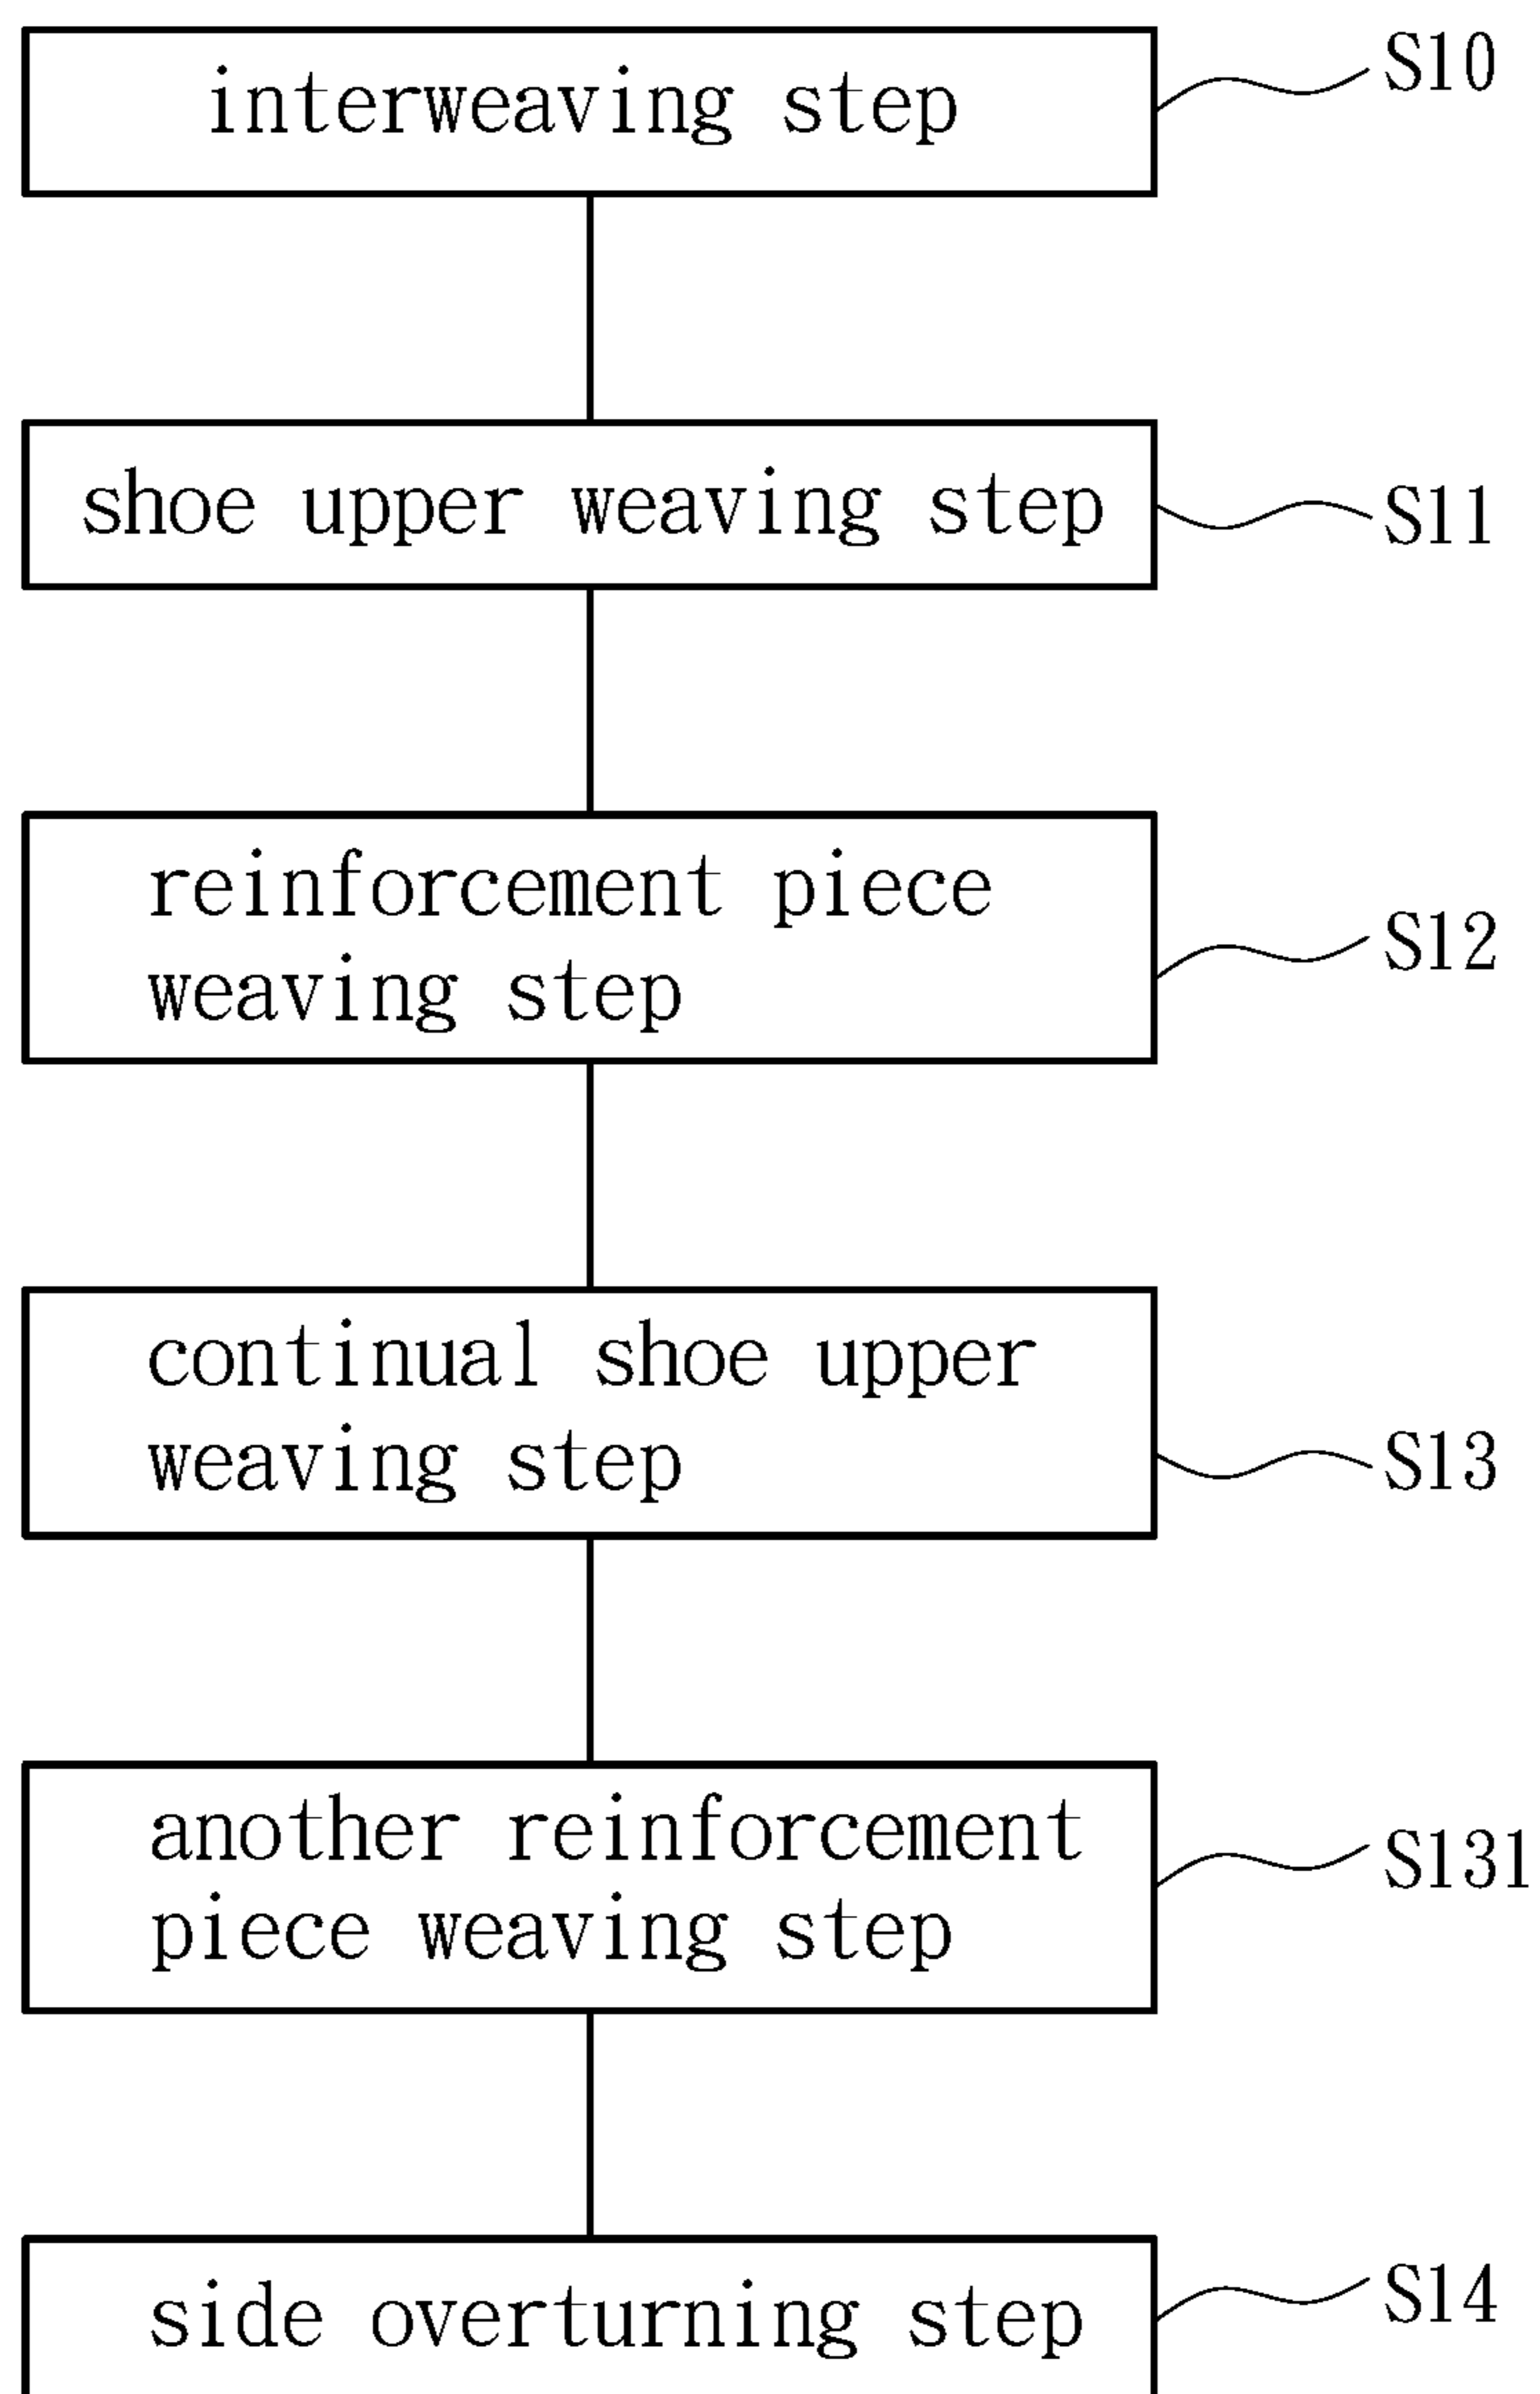 interweaving step
S10
shoe upper weaving step
S11
reinforcement piece
weaving step
S12
continual shoe upper
weaving step
S13
another reinforcement
piece weaving step
S131
side overturning step
S14